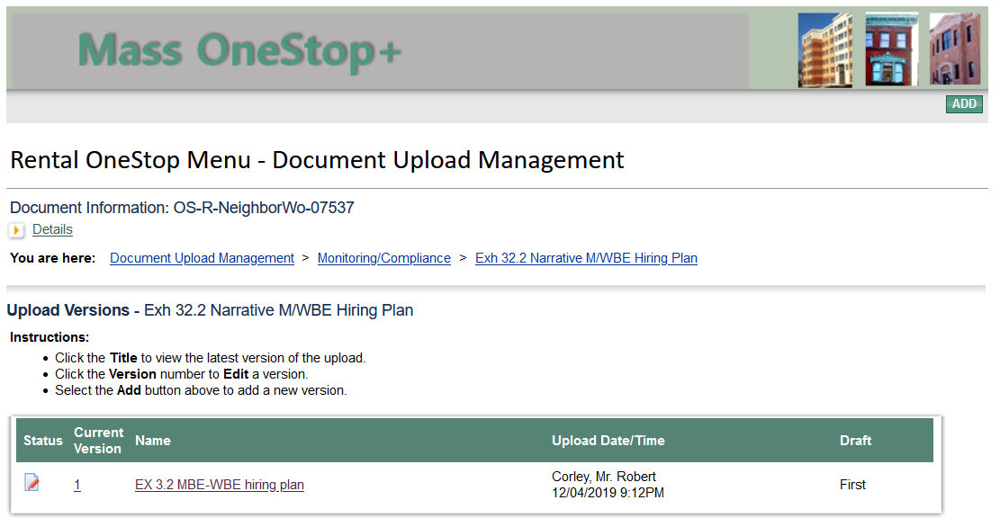 Mass OneStop+
ADD
Rental OneStop Menu - Document Upload Management
Document Information: OS-R-NeighborWo-07537
Details
You are here: Document Upload Management > Monitoring/Compliance > Exh 32.2 Narrative M/WBE Hiring Plan
Upload Versions - Exh 32.2 Narrative M/WBE Hiring Plan
Instructions:
• Click the Title to view the latest version of the upload.
• Click the Version number to Edit a version.
• Select the Add button above to add a new version.
Status Current Version Name Upload Date/Time Draft
1 EX 3.2 MBE-WBE hiring plan Corley, Mr. Robert First
12/04/2019 9:12PM